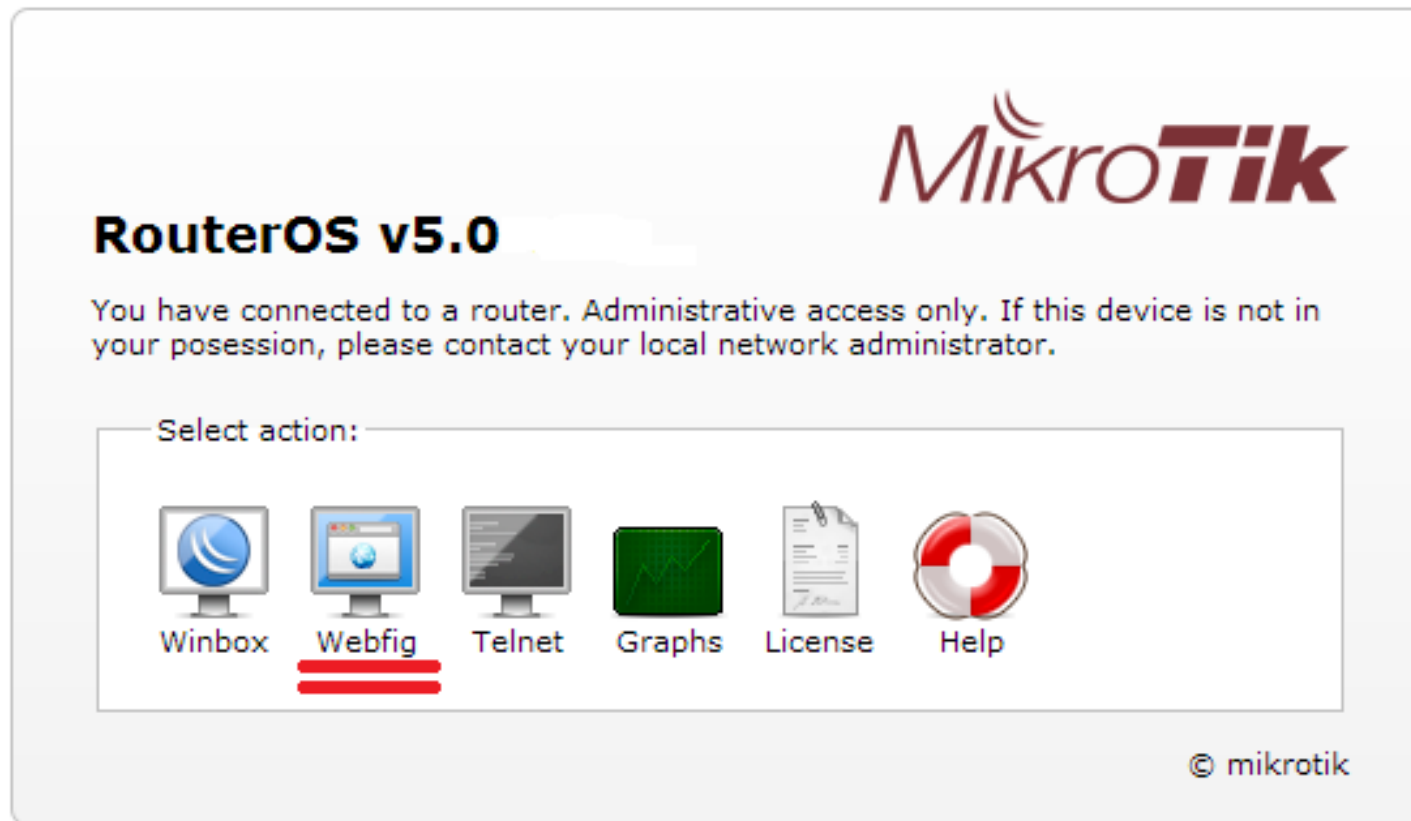 MikroTik
RouterOS v5.0
You have connected to a router. Administrative access only. If this device is not in
your posession, please contact your local network administrator.
Select action:
Winbox Webfig Telnet Graphs License Help
© mikrotik